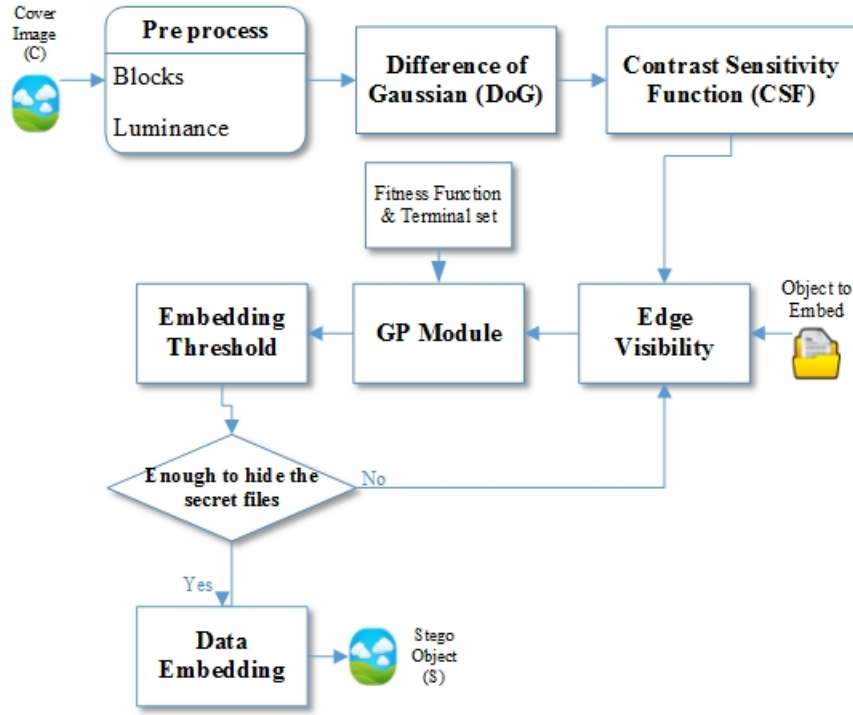 Cover
Image
(C)
Pre process
Blocks
Luminance
Difference of
Gaussian (DoG)
Contrast Sensitivity
Function (CSF)
Fitness Function
& Terminal set
Embedding
Threshold
GP Module
Edge
Visibility
Object to
Embed
Enough to hide the
secret files
No
Yes
Data
Embedding
Stego
Object
(S)